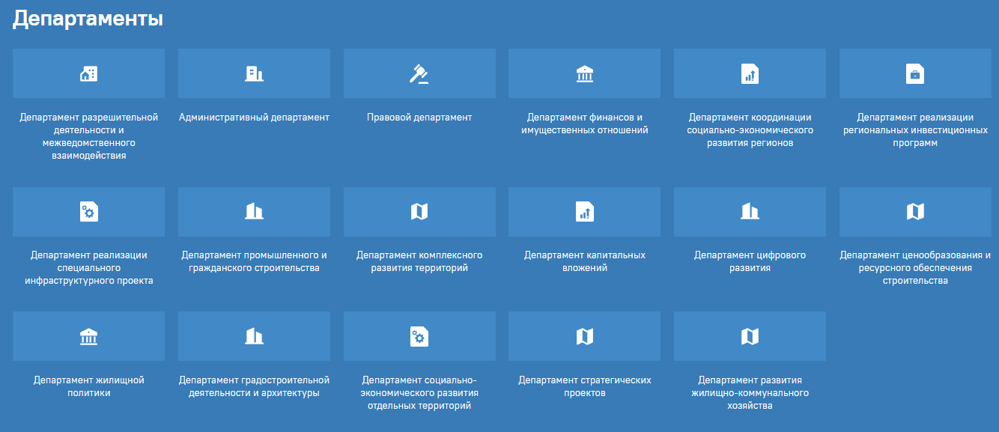 Департаменты
Департамент разрешительной
деятельности и
межведомственного
взаимодействия
Административный департамент
Правовой департамент
Департамент финансов и
имущественных отношений
Департамент координации
социально-экономического
развития регионов
Департамент реализации
региональных инвестиционных
программ
Департамент реализации
специального
инфраструктурного проекта
Департамент промышленного и
гражданского строительства
Департамент комплексного
развития территорий
Департамент капитальных
вложений
Департамент цифрового
развития
Департамент ценообразования и
ресурсного обеспечения
строительства
Департамент жилищной
политики
Департамент градостроительной
деятельности и архитектуры
Департамент социально-
экономического развития
отдельных территорий
Департамент стратегических
проектов
Департамент развития
жилищно-коммунального
хозяйства